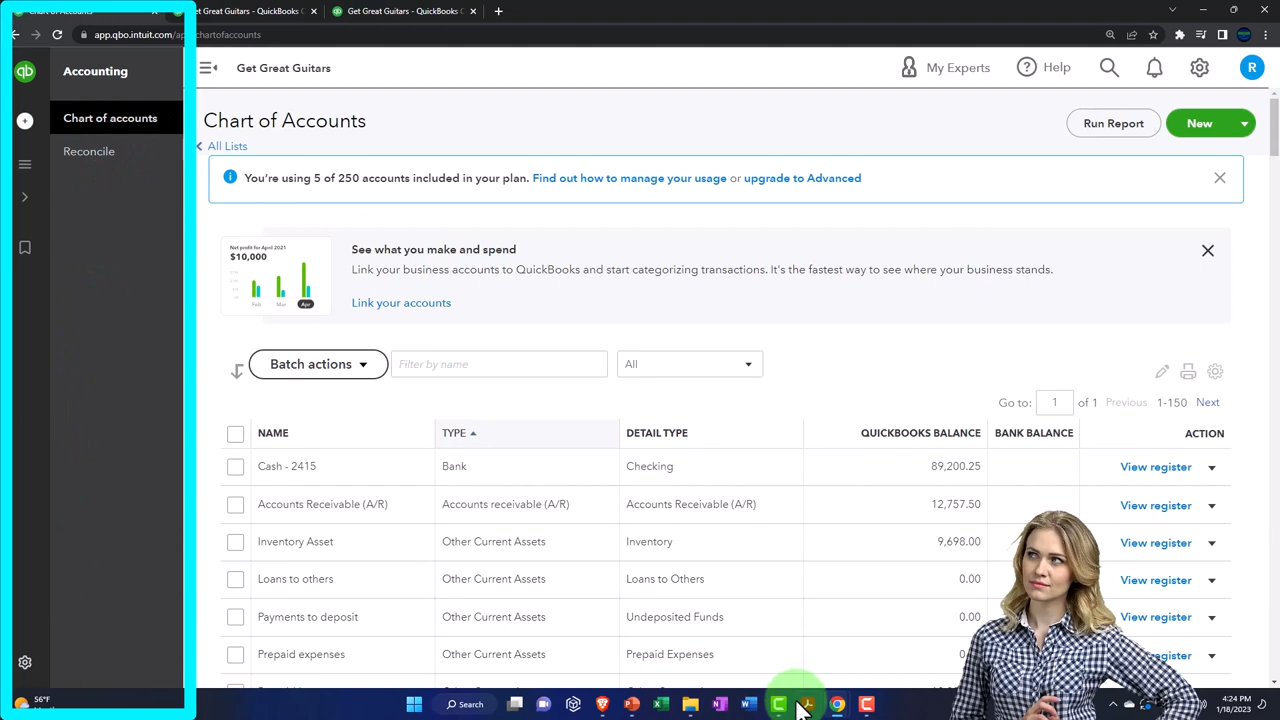 Chart of Accounts
Get Great Guitars - QuickBooks
Get Great Guitars - QuickBooks
app.qbo.intuit.com/app/chartofaccounts
qb
Accounting
Get Great Guitars
My Experts
Help
R
Chart of accounts
Reconcile
Chart of Accounts
Run Report
New
All Lists
You're using 5 of 250 accounts included in your plan. Find out how to manage your usage or upgrade to Advanced
Net profit for April 2021
$10,000
Feb Mar Apr
See what you make and spend
Link your business accounts to QuickBooks and start categorizing transactions. It's the fastest way to see where your business stands.
Link your accounts
Batch actions
Filter by name
All
Go to: 1 of 1 Previous 1-150 Next
NAME TYPE DETAIL TYPE QUICKBOOKS BALANCE BANK BALANCE ACTION
Cash - 2415 Bank Checking 89,200.25 View register
Accounts Receivable (A/R) Accounts receivable (A/R) Accounts Receivable (A/R) 12,757.50 View register
Inventory Asset Other Current Assets Inventory 9,698.00 View register
Loans to others Other Current Assets Loans to Others 0.00 View register
Payments to deposit Other Current Assets Undeposited Funds 0.00 View register
Prepaid expenses Other Current Assets Prepaid Expenses
56°F
Search
4:24 PM
1/18/2023